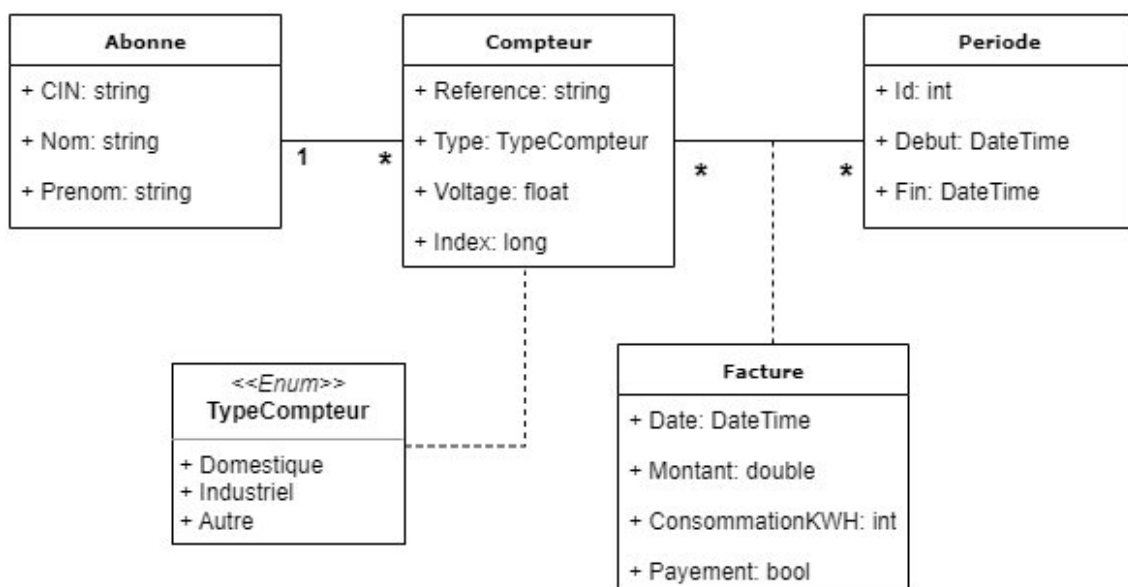 Abonne
+ CIN: string
+ Nom: string
+ Prenom: string
1
*
Compteur
+ Reference: string
+ Type: TypeCompteur
+ Voltage: float
+ Index: long
*
*
Periode
+ Id: int
+ Debut: DateTime
+ Fin: DateTime
<<Enum>>
TypeCompteur
+ Domestique
+ Industriel
+ Autre
Facture
+ Date: DateTime
+ Montant: double
+ ConsommationKWH: int
+ Payement: bool